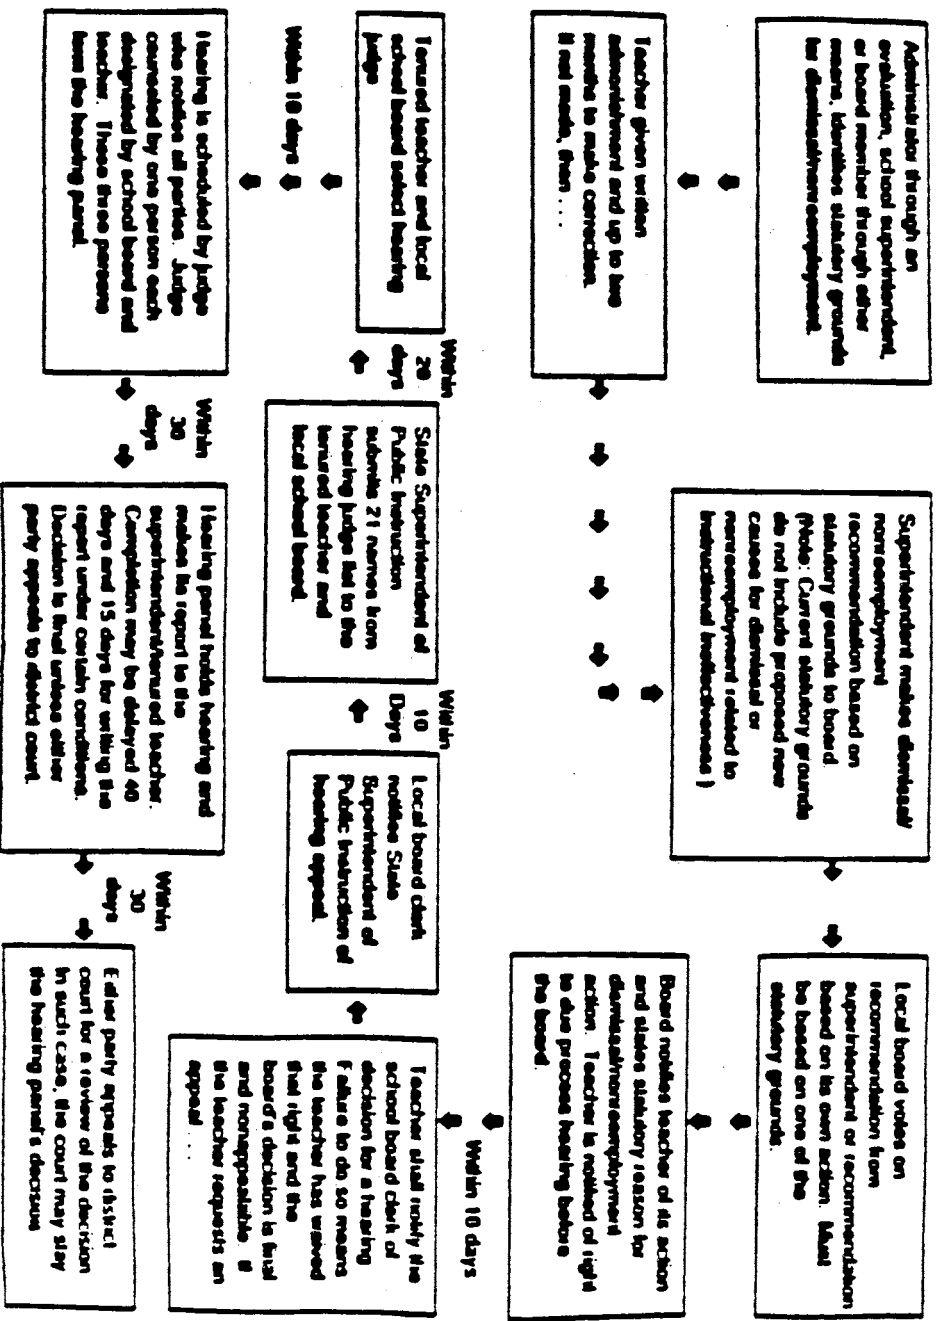 Administrator through an
evaluation, school superintendent,
or board member through other
means, identifies statutory grounds
for dismissal/nonreemployment.
Teacher given written
admonishment and up to two
months to make correction.
If not made, then . . .
Superintendent makes dismissal/
nonreemployment
recommendation based on
statutory grounds to board.
(Note: Current statutory grounds
do not include proposed new
causes for dismissal or
nonreemployment related to
instructional ineffectiveness )
Local board votes on
recommendation from
superintendent or recommendation
based on its own action. Must
be based on one of the
statutory grounds.
Board notifies teacher of its action
and states statutory reason for
dismissal/nonreemployment
action. Teacher is notified of right
to due process hearing before
the board.
Within 10 days
Teacher shall notify the
school board clerk of
decision for a hearing
Failure to do so means
the teacher has waived
that right and the
board's decision is final
and nonappealable. If
the teacher requests an
appeal . . .
Local board clerk
notifies State
Superintendent of
Public Instruction of
hearing appeal.
Within
10
Days
State Superintendent of
Public Instruction
submits 21 names from
hearing judge list to the
tenured teacher and
local school board.
Within
20
days
Tenured teacher and local
school board select hearing
judge
Within 10 days
Hearing is scheduled by judge
who notifies all parties. Judge
counseled by one person each
designated by school board and
teacher. These three persons
form the hearing panel.
Within
30
days
Hearing panel holds hearing and
makes its report to the
superintendent/tenured teacher.
Completion may be delayed 40
days and 15 days for writing the
report under certain conditions.
Decision is final unless either
party appeals to district court.
Within
30
days
Either party appeals to district
court for a review of the decision
In such case, the court may stay
the hearing panel's decision